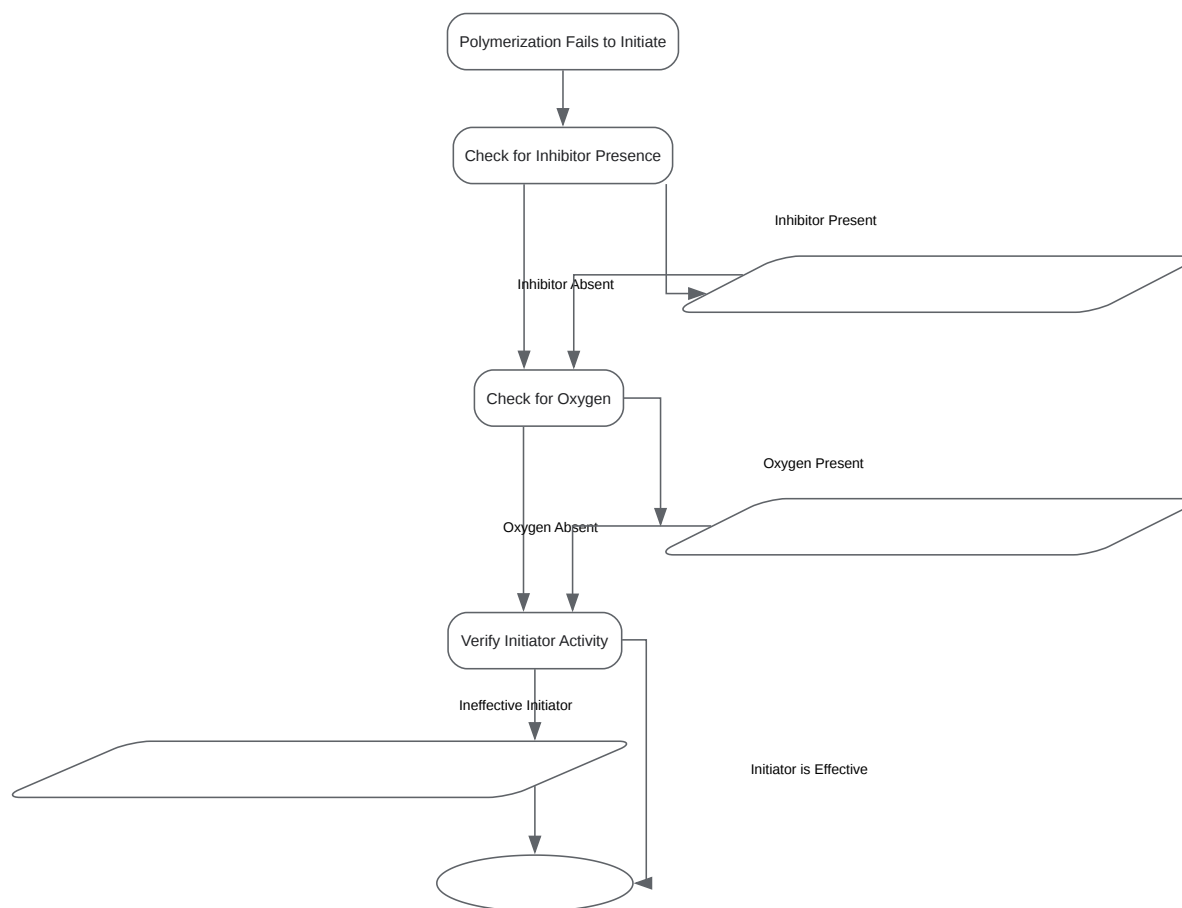 Polymerization Fails to Initiate
Check for Inhibitor Presence
Inhibitor Present
Inhibitor Absent
Check for Oxygen
Oxygen Present
Oxygen Absent
Verify Initiator Activity
Ineffective Initiator
Initiator is Effective